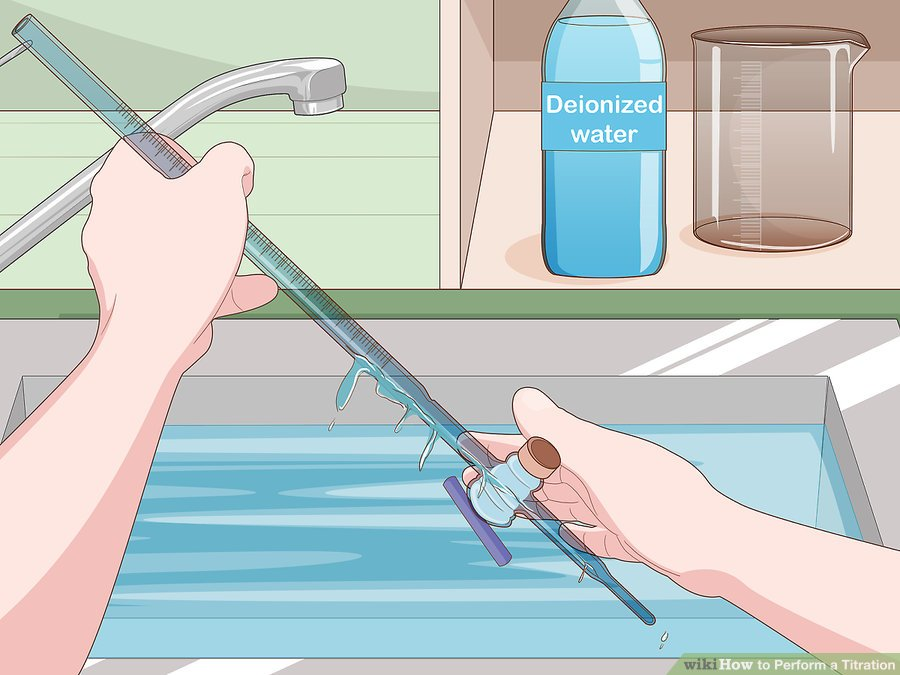 Deionized
water
wikiHow to Perform a Titration